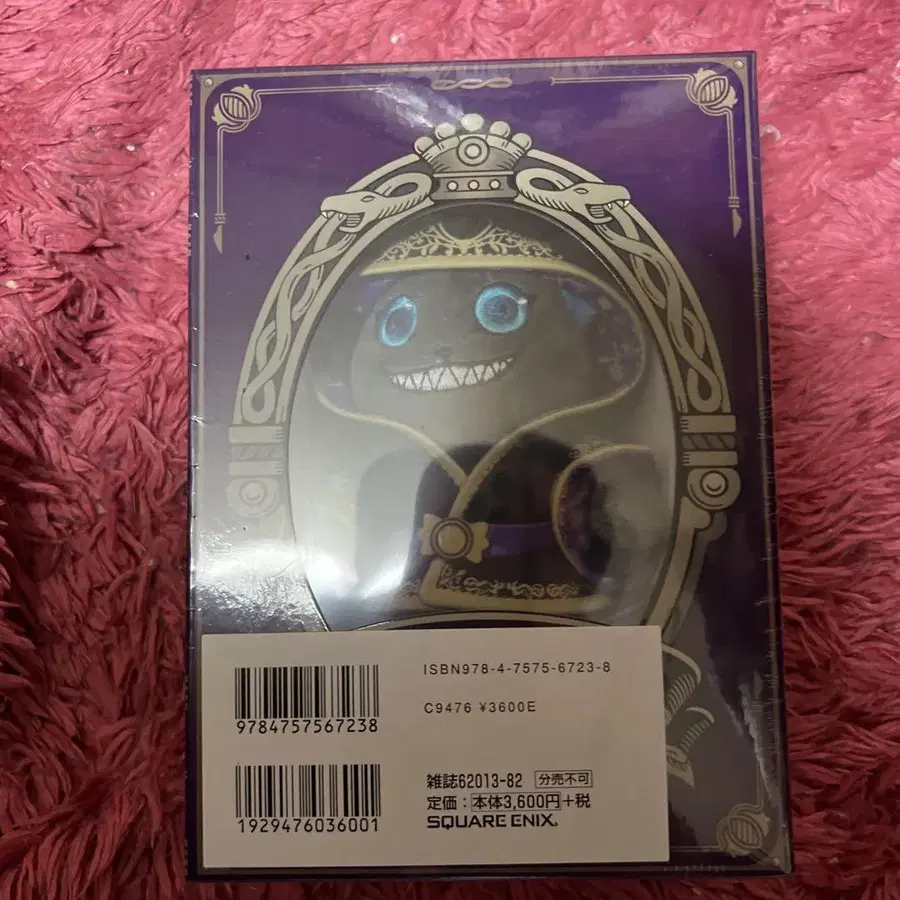 ISBN978-4-7575-6723-8
9784757567238
C9476 ¥3600E
1929476036001
雑誌62013-82 分売不可
定価:本体3,600円+税
SQUARE ENIX.